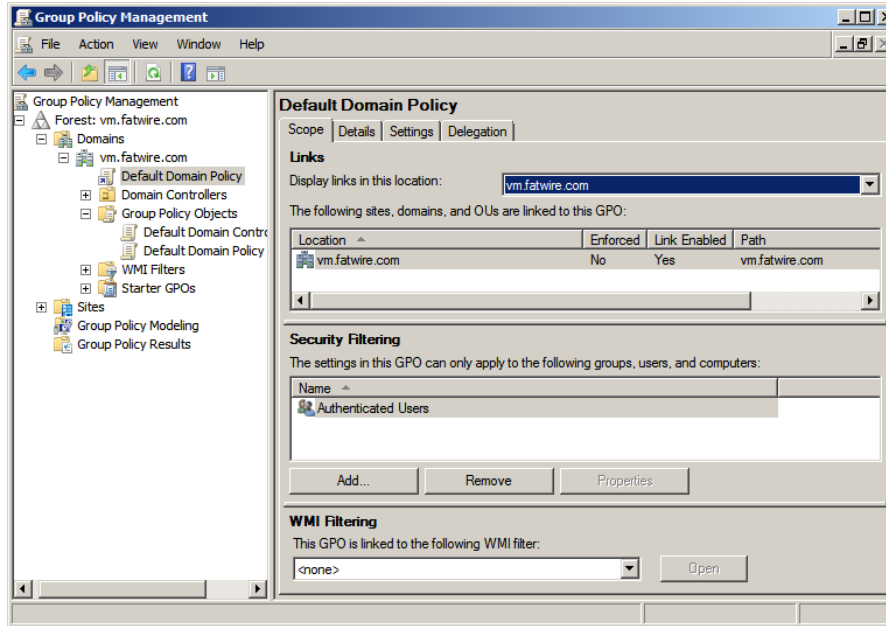 Group Policy Management
File Action View Window Help
Group Policy Management
Forest: vm.fatwire.com
Domains
vm.fatwire.com
Default Domain Policy
Domain Controllers
Group Policy Objects
Default Domain Contro
Default Domain Policy
WMI Filters
Starter GPOs
Sites
Group Policy Modeling
Group Policy Results
Default Domain Policy
Scope Details Settings Delegation
Links
Display links in this location: vm.fatwire.com
The following sites, domains, and OUs are linked to this GPO:
Location Enforced Link Enabled Path
vm.fatwire.com No Yes vm.fatwire.com
Security Filtering
The settings in this GPO can only apply to the following groups, users, and computers:
Name
Authenticated Users
Add... Remove Properties
WMI Filtering
This GPO is linked to the following WMI filter:
<none> Open